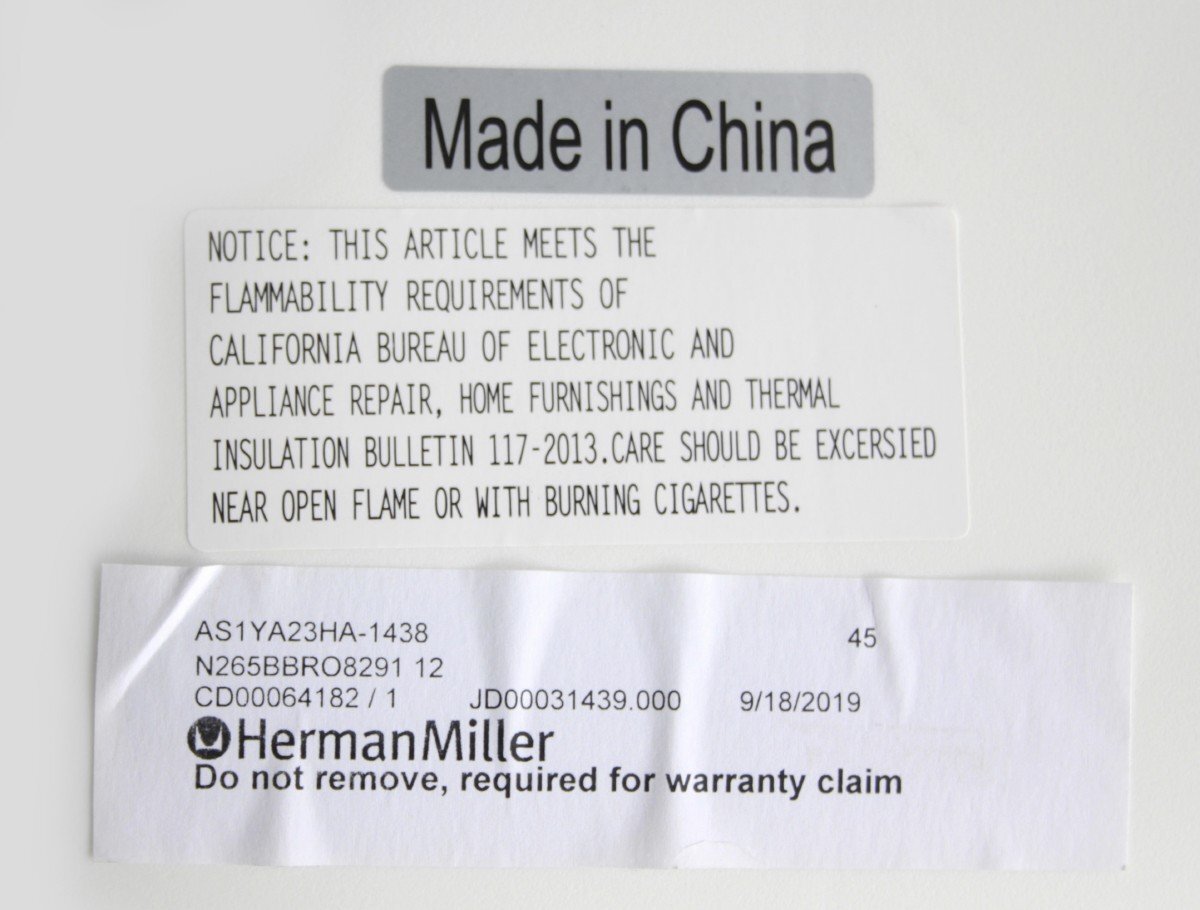 Made in China
NOTICE: THIS ARTICLE MEETS THE
FLAMMABILITY REQUIREMENTS OF
CALIFORNIA BUREAU OF ELECTRONIC AND
APPLIANCE REPAIR, HOME FURNISHINGS AND THERMAL
INSULATION BULLETIN 117-2013.CARE SHOULD BE EXCERSIED
NEAR OPEN FLAME OR WITH BURNING CIGARETTES.
AS1YA23HA-1438 45
N265BBRO8291 12
CD00064182 / 1 JD00031439.000 9/18/2019
HermanMiller
Do not remove, required for warranty claim